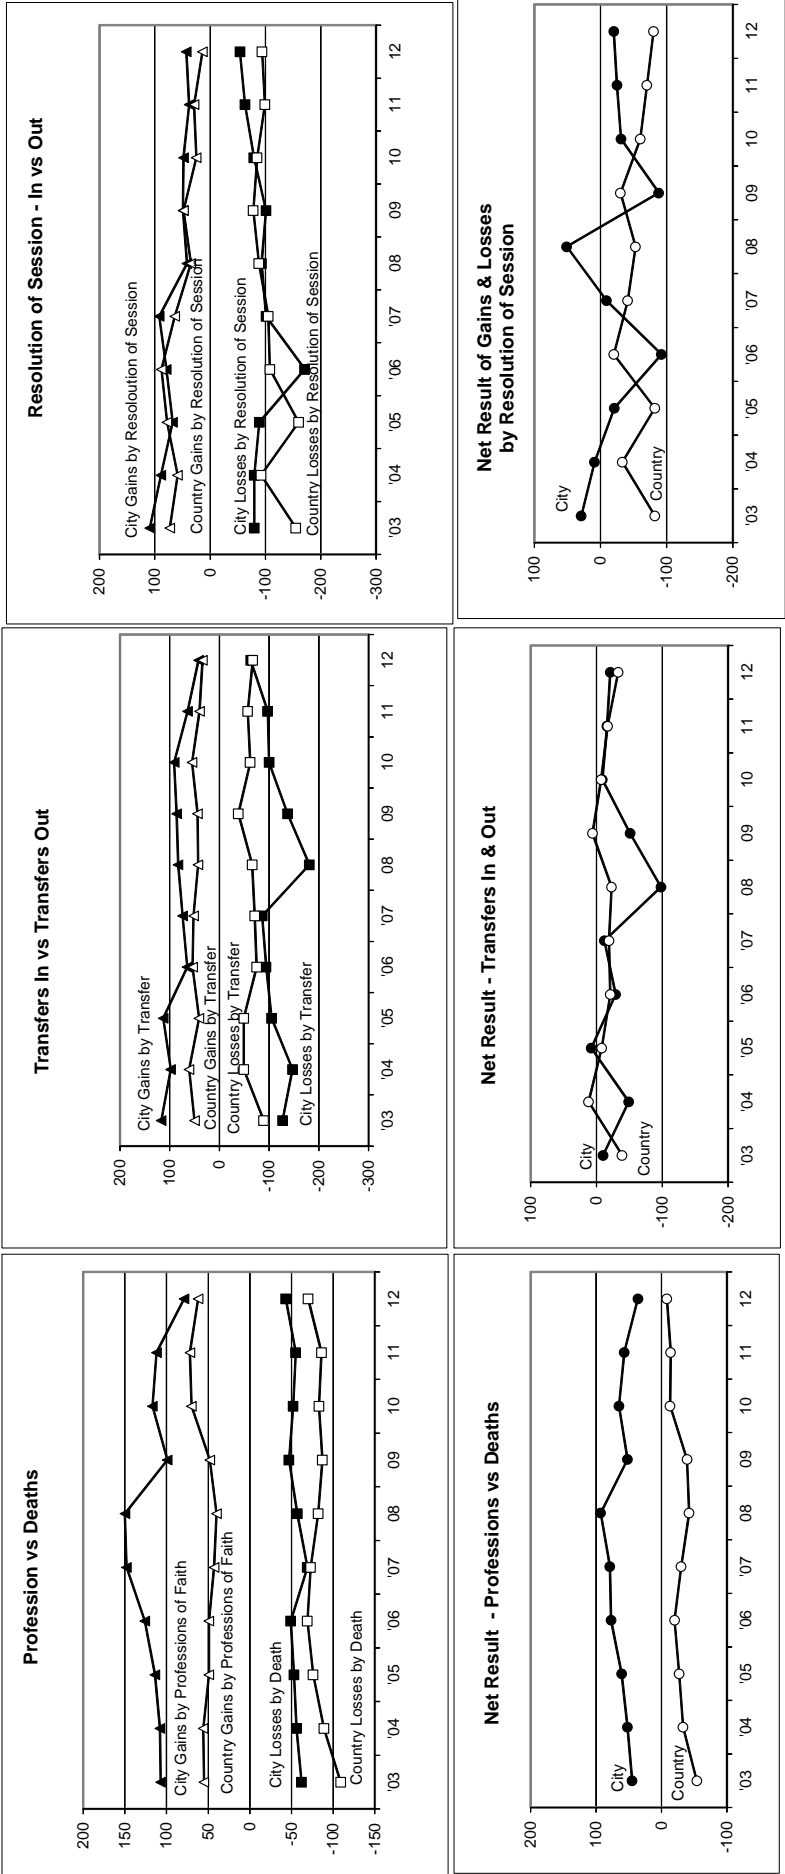 Profession vs Deaths
200
150
100
50
0
-50
-100
-150
City Gains by Professions of Faith
Country Gains by Professions of Faith
City Losses by Death
Country Losses by Death
'03 '04 '05 '06 '07 08 09 10 11 12
Transfers In vs Transfers Out
200
100
0
-100
-200
-300
City Gains by Transfer
Country Gains by Transfer
Country Losses by Transfer
City Losses by Transfer
'03 '04 '05 '06 '07 08 09 10 11 12
Resolution of Session - In vs Out
200
100
0
-100
-200
-300
City Gains by Resoloution of Session
Country Gains by Resolution of Session
City Losses by Resolution of Session
Country Losses by Resolution of Session
'03 '04 '05 '06 '07 08 09 10 11 12
Net Result - Professions vs Deaths
200
100
0
-100
City
Country
'03 '04 '05 '06 '07 08 09 10 11 12
Net Result - Transfers In & Out
100
0
-100
-200
City
Country
'03 '04 '05 '06 '07 08 09 10 11 12
Net Result of Gains & Losses
by Resolution of Session
100
0
-100
-200
City
Country
'03 '04 '05 '06 '07 08 09 10 11 12